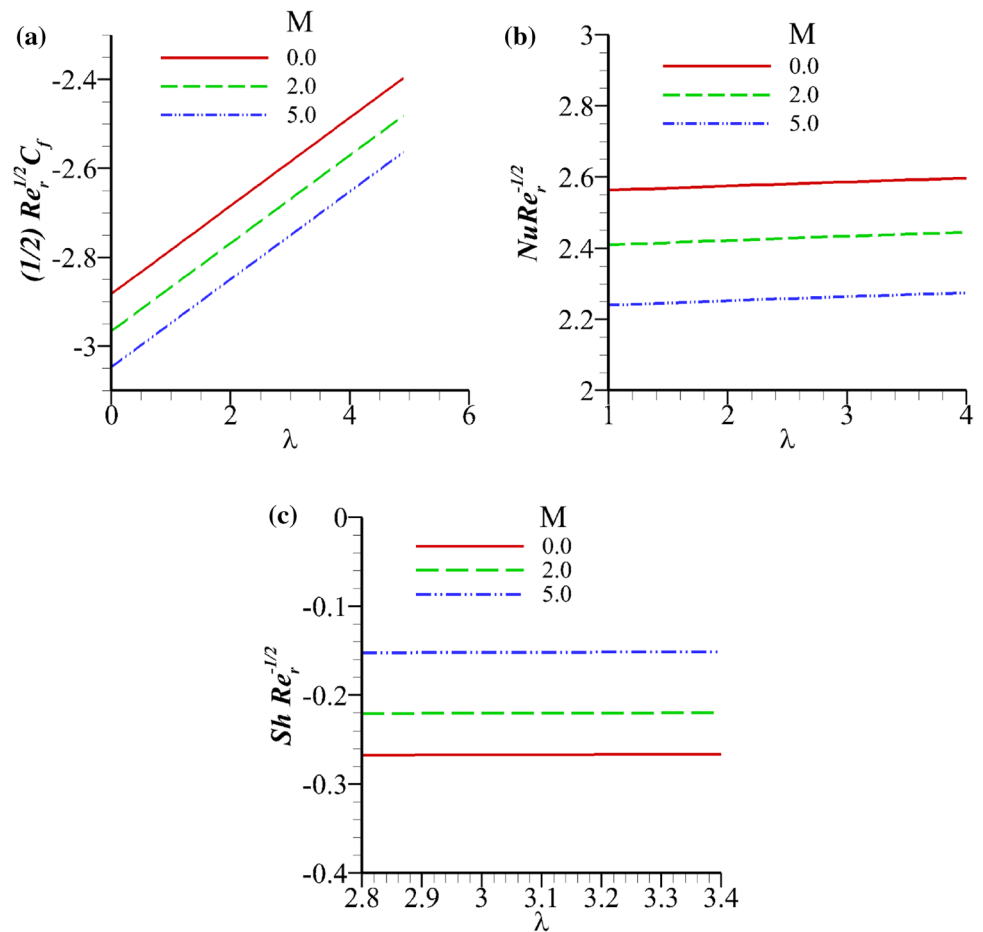 (a)
M
0.0
2.0
5.0
-2.4
-2.6
-2.8
-3
(1/2) Re_r^{1/2} C_f
0 2 4 6
λ
(b)
M
0.0
2.0
5.0
3
2.8
2.6
2.4
2.2
2
NuRe_r^{-1/2}
1 2 3 4
λ
(c)
M
0.0
2.0
5.0
0
-0.1
-0.2
-0.3
-0.4
Sh Re_r^{-1/2}
2.8 2.9 3 3.1 3.2 3.3 3.4
λ